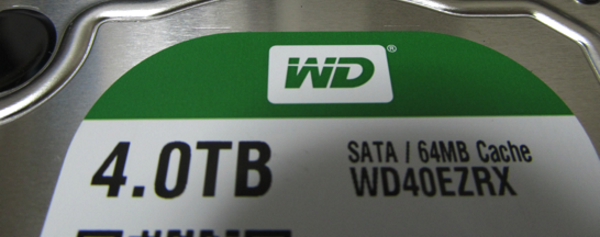 WD®
4.0TB
SATA / 64MB Cache
WD40EZRX